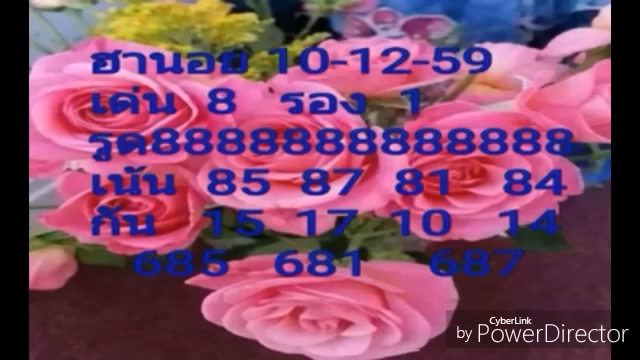 ฮานอย 10-12-59
เด่น 8 รอง 1
รูด88888888888888
เน้น 85 87 81 84
กัน 15 17 10 14
685 681 687
CyberLink
by PowerDirector